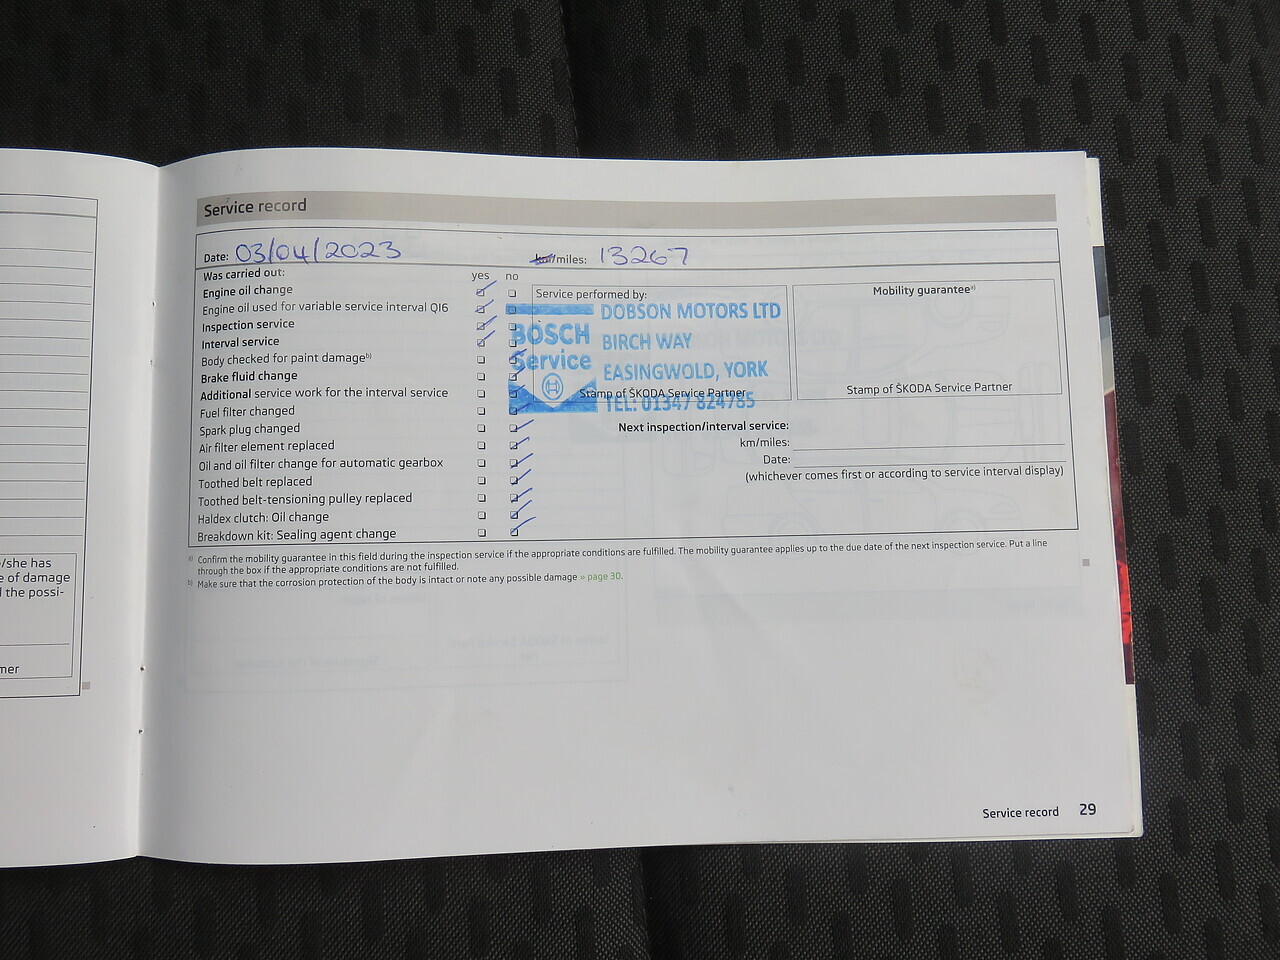 Service record
Date: 03/04/2023 km/miles: 13267
Was carried out: yes no
Engine oil change
Engine oil used for variable service interval QI6
Inspection service
Interval service
Body checked for paint damage b)
Brake fluid change
Additional service work for the interval service
Fuel filter changed
Spark plug changed
Air filter element replaced
Oil and oil filter change for automatic gearbox
Toothed belt replaced
Toothed belt-tensioning pulley replaced
Haldex clutch: Oil change
Breakdown kit: Sealing agent change
Service performed by:
BOSCH
Service
DOBSON MOTORS LTD
BIRCH WAY
EASINGWOLD, YORK
Stamp of ŠKODA Service Partner
TEL: 01347 824785
Mobility guarantee a)
Stamp of ŠKODA Service Partner
Next inspection/interval service:
km/miles:
Date:
(whichever comes first or according to service interval display)
a) Confirm the mobility guarantee in this field during the inspection service if the appropriate conditions are fulfilled. The mobility guarantee applies up to the due date of the next inspection service. Put a line
through the box if the appropriate conditions are not fulfilled.
b) Make sure that the corrosion protection of the body is intact or note any possible damage » page 30.
/she has
e of damage
d the possi-
mer
Service record 29